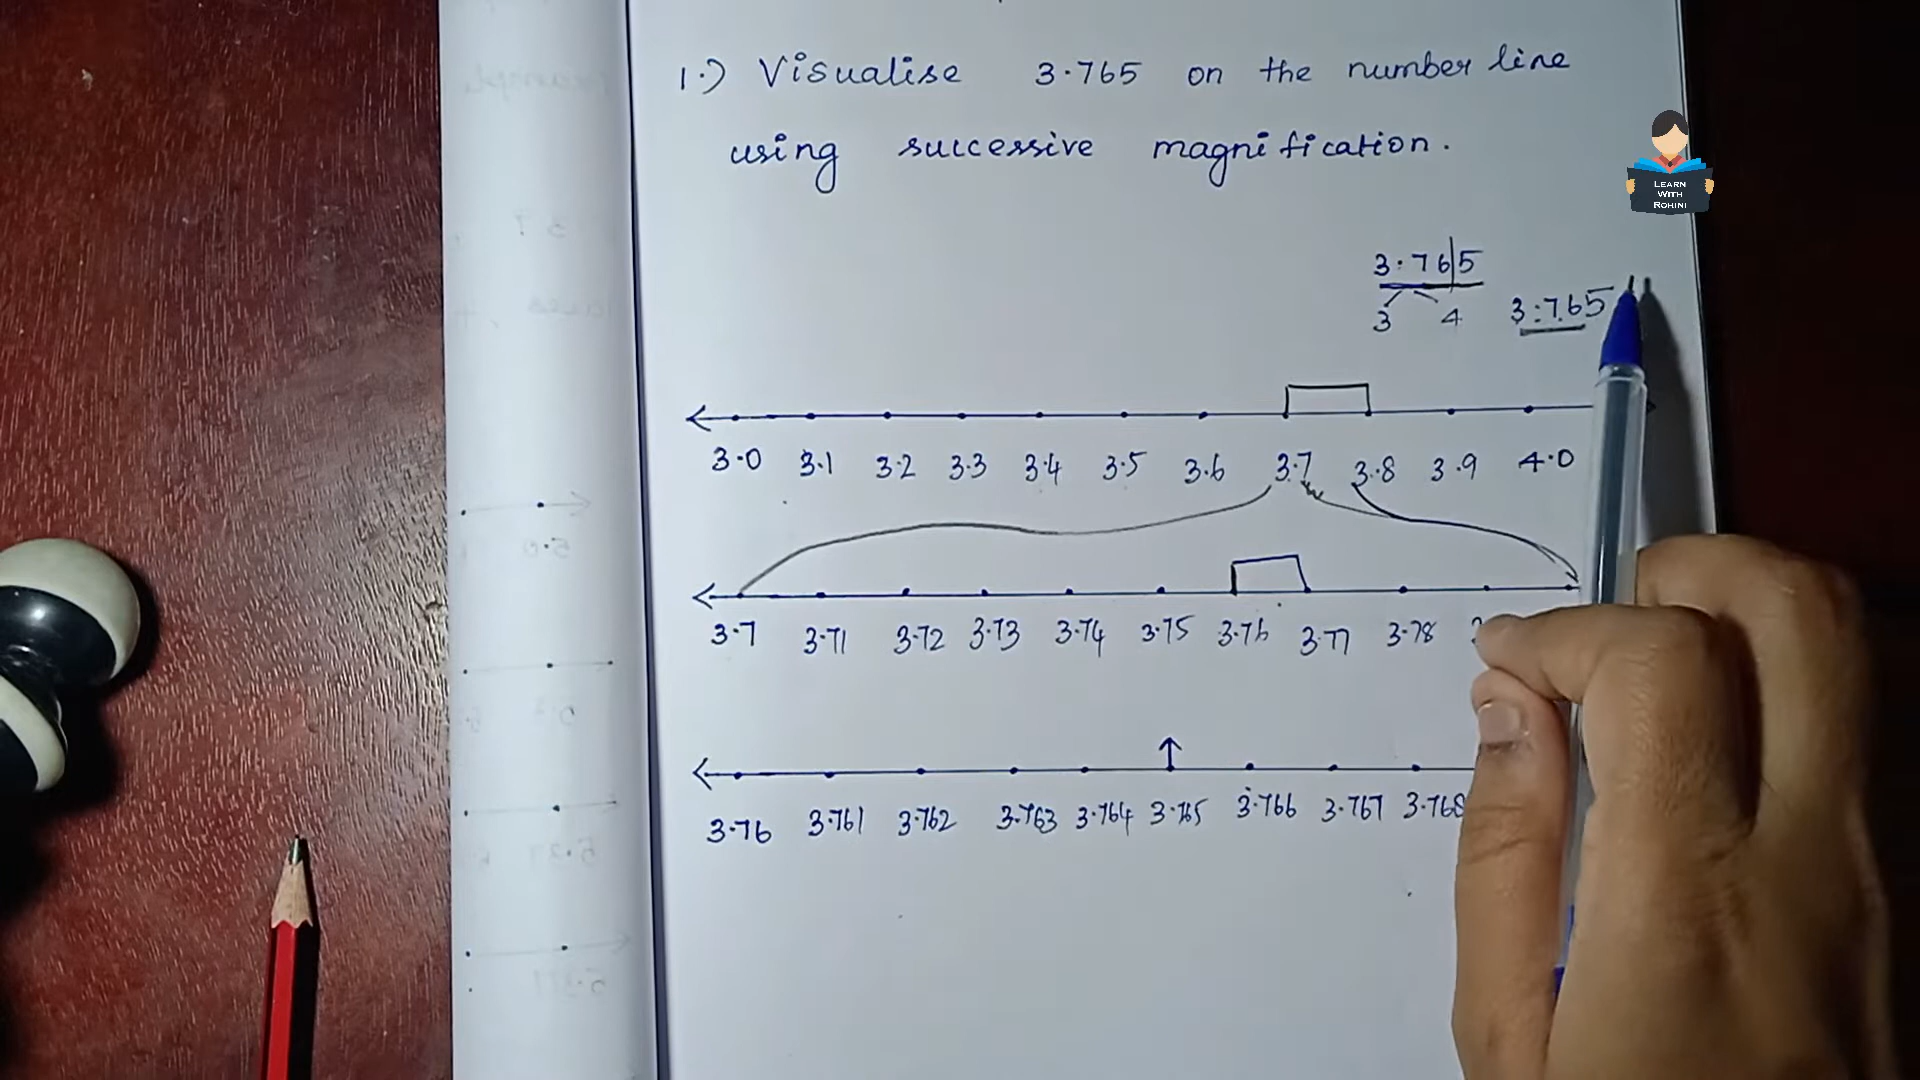 1.) Visualise 3.765 on the number line
using successive magnification.
LEARN
WITH
ROHINI
3.765
3 4
3.765
3.0 3.1 3.2 3.3 3.4 3.5 3.6 3.7 3.8 3.9 4.0
3.7 3.71 3.72 3.73 3.74 3.75 3.76 3.77 3.78
3.76 3.761 3.762 3.763 3.764 3.765 3.766 3.767 3.768